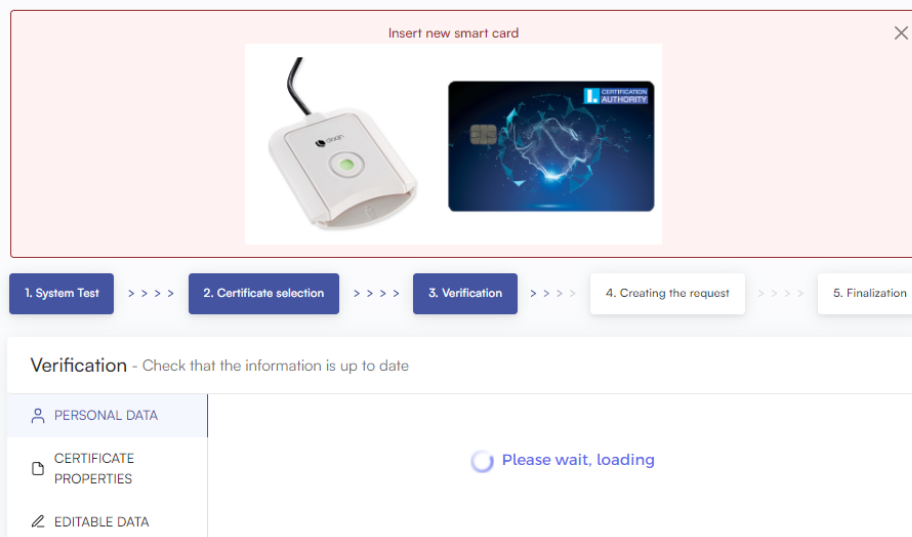 Insert new smart card
CERTIFICATION
AUTHORITY
axagon
1. System Test > > > > 2. Certificate selection > > > > 3. Verification > > > > 4. Creating the request > > > > 5. Finalization
Verification - Check that the information is up to date
PERSONAL DATA
CERTIFICATE
PROPERTIES
EDITABLE DATA
Please wait, loading